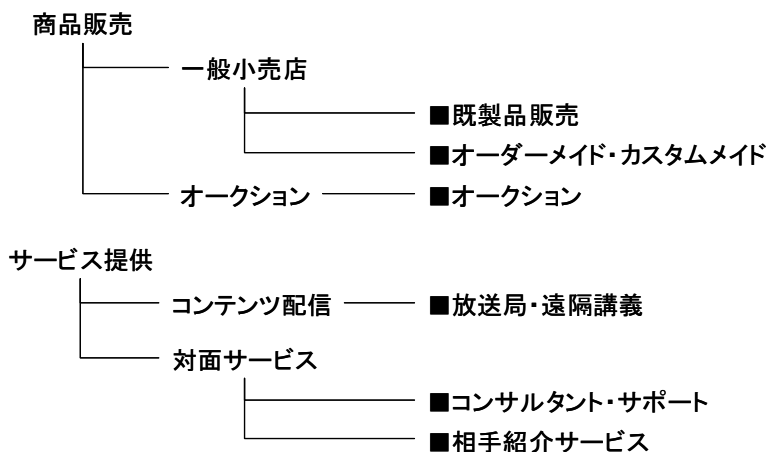 商品販売
一般小売店
■既製品販売
■オーダーメイド・カスタムメイド
オークション
■オークション
サービス提供
コンテンツ配信
■放送局・遠隔講義
対面サービス
■コンサルタント・サポート
■相手紹介サービス